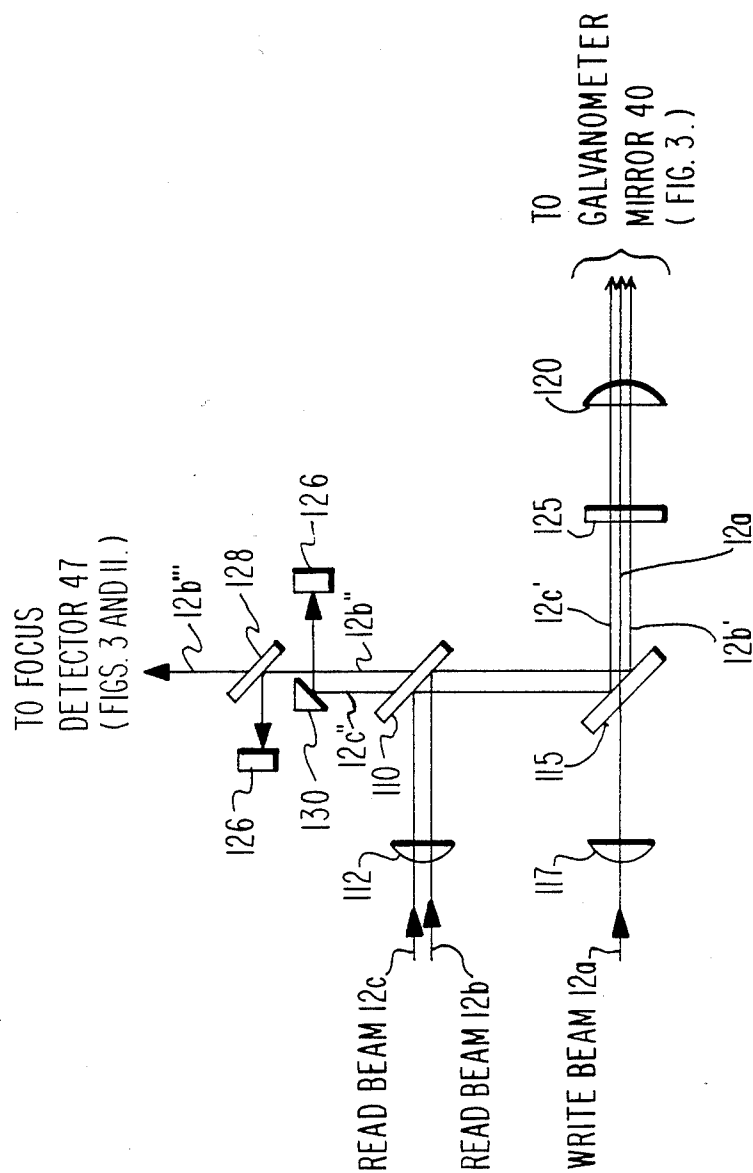 TO FOCUS
DETECTOR 47
(FIGS. 3 AND 11.)
12b'''
128
126
126
12b"
130
12c"
110
112
READ BEAM 12c
READ BEAM 12b
WRITE BEAM 12a
117
115
12c'
12b'
12a
125
120
TO
GALVANOMETER
MIRROR 40
( FIG. 3.)